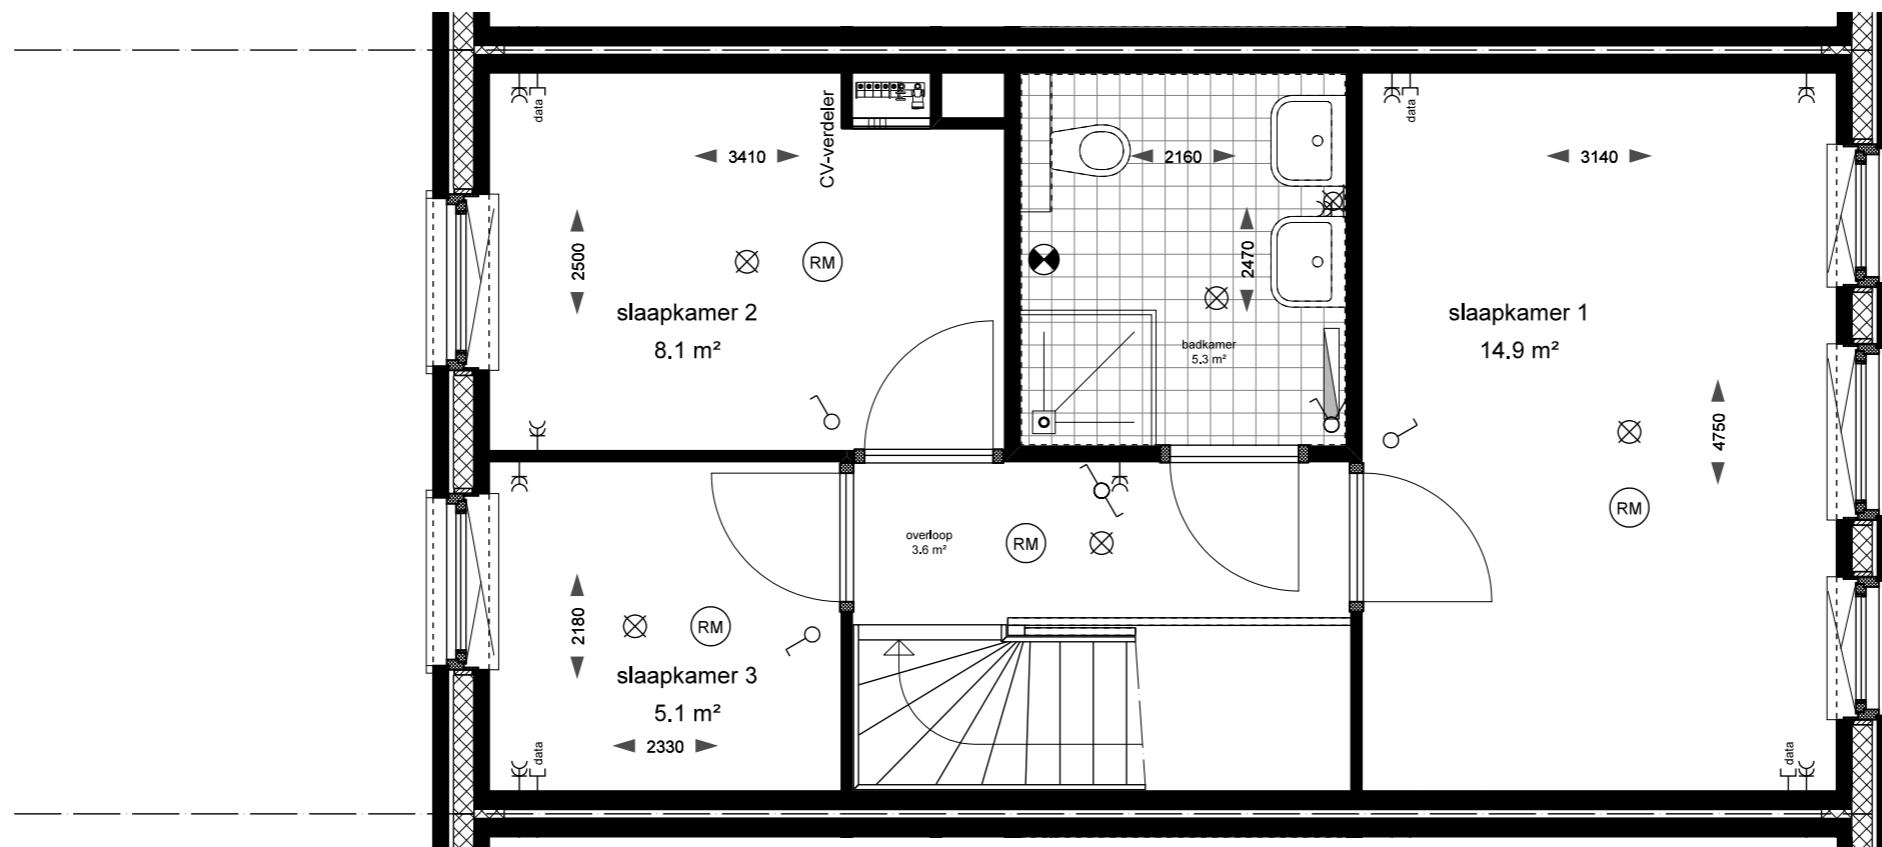 data
CV-verdeler
data
3410
2160
3140
2500
RM
2470
slaapkamer 2
8.1 m²
badkamer
5.3 m²
slaapkamer 1
14.9 m²
4750
RM
overloop
3.6 m²
RM
2180
RM
slaapkamer 3
5.1 m²
2330
data
data